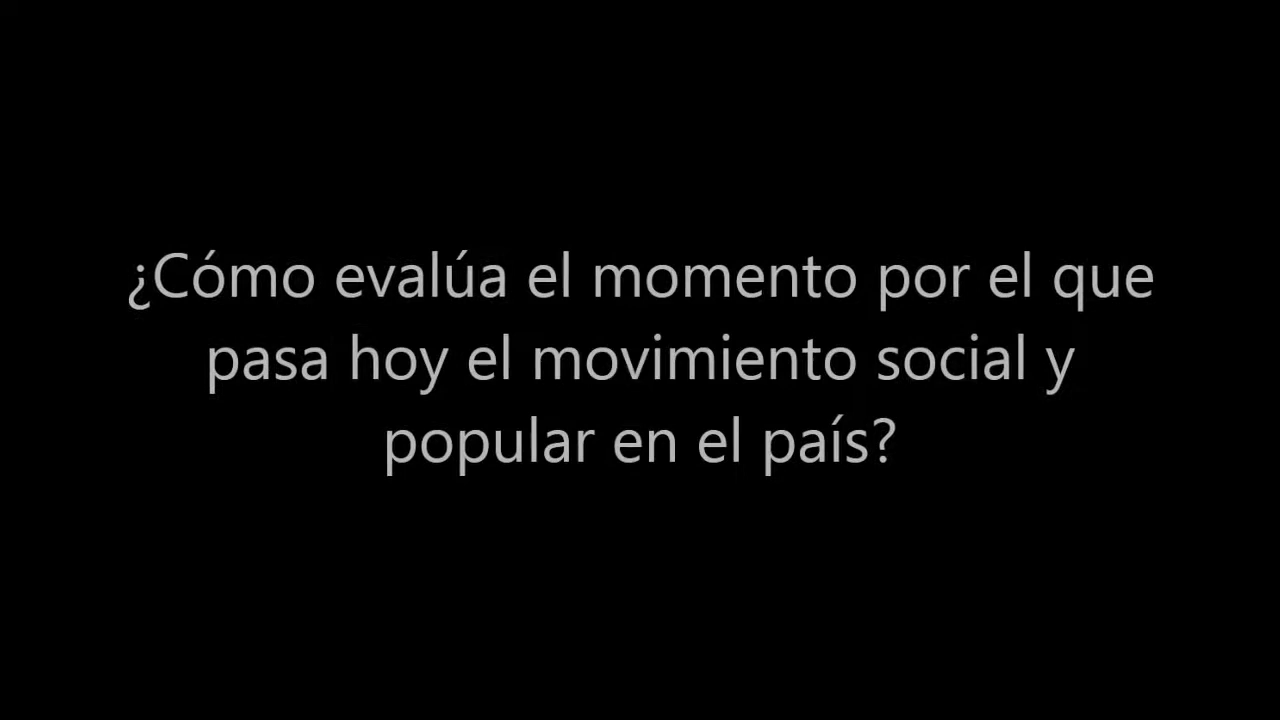 ¿Cómo evalúa el momento por el que
pasa hoy el movimiento social y
popular en el país?